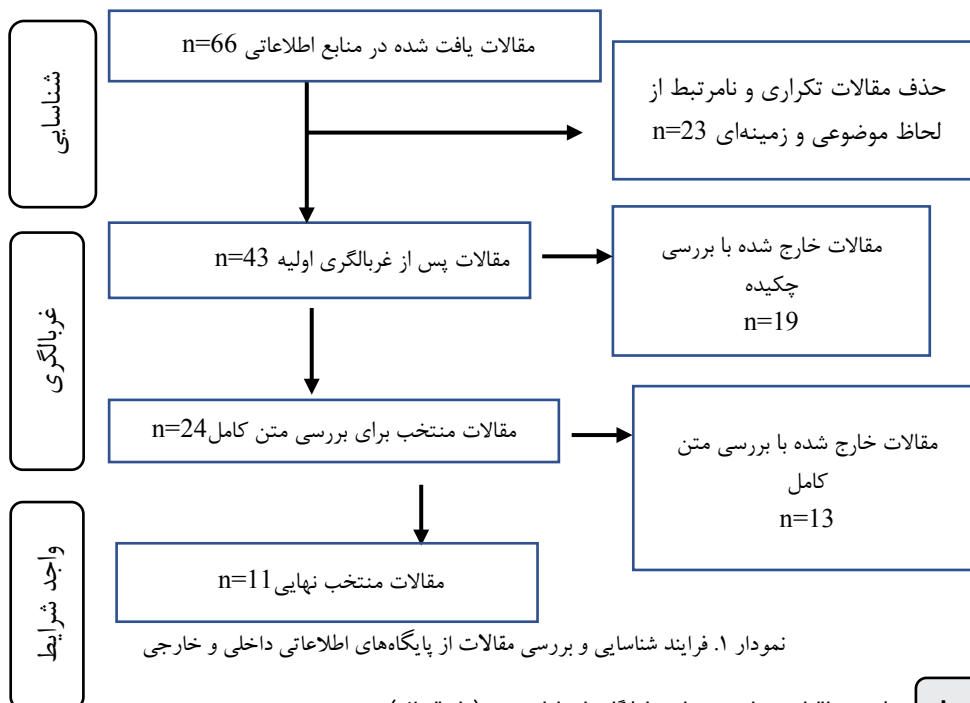 شناسایی
مقالات یافت شده در منابع اطلاعاتی n=66
حذف مقالات تکراری و نامرتبط از
لحاظ موضوعی و زمینه‌ای n=23
غربالگری
مقالات پس از غربالگری اولیه n=43
مقالات خارج شده با بررسی
چکیده
n=19
مقالات منتخب برای بررسی متن کامل n=24
مقالات خارج شده با بررسی متن
کامل
n=13
واجد شرایط
مقالات منتخب نهایی n=11
نمودار ۱. فرایند شناسایی و بررسی مقالات از پایگاه‌های اطلاعاتی داخلی و خارجی